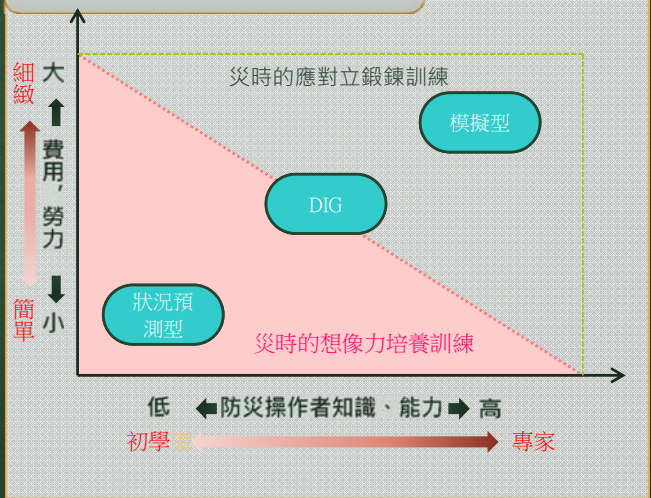 細緻
大
費用，勞力
簡單
小
災時的應對立鍛鍊訓練
模擬型
DIG
狀況預
測型
災時的想像力培養訓練
低 防災操作者知識、能力 高
初學者 專家